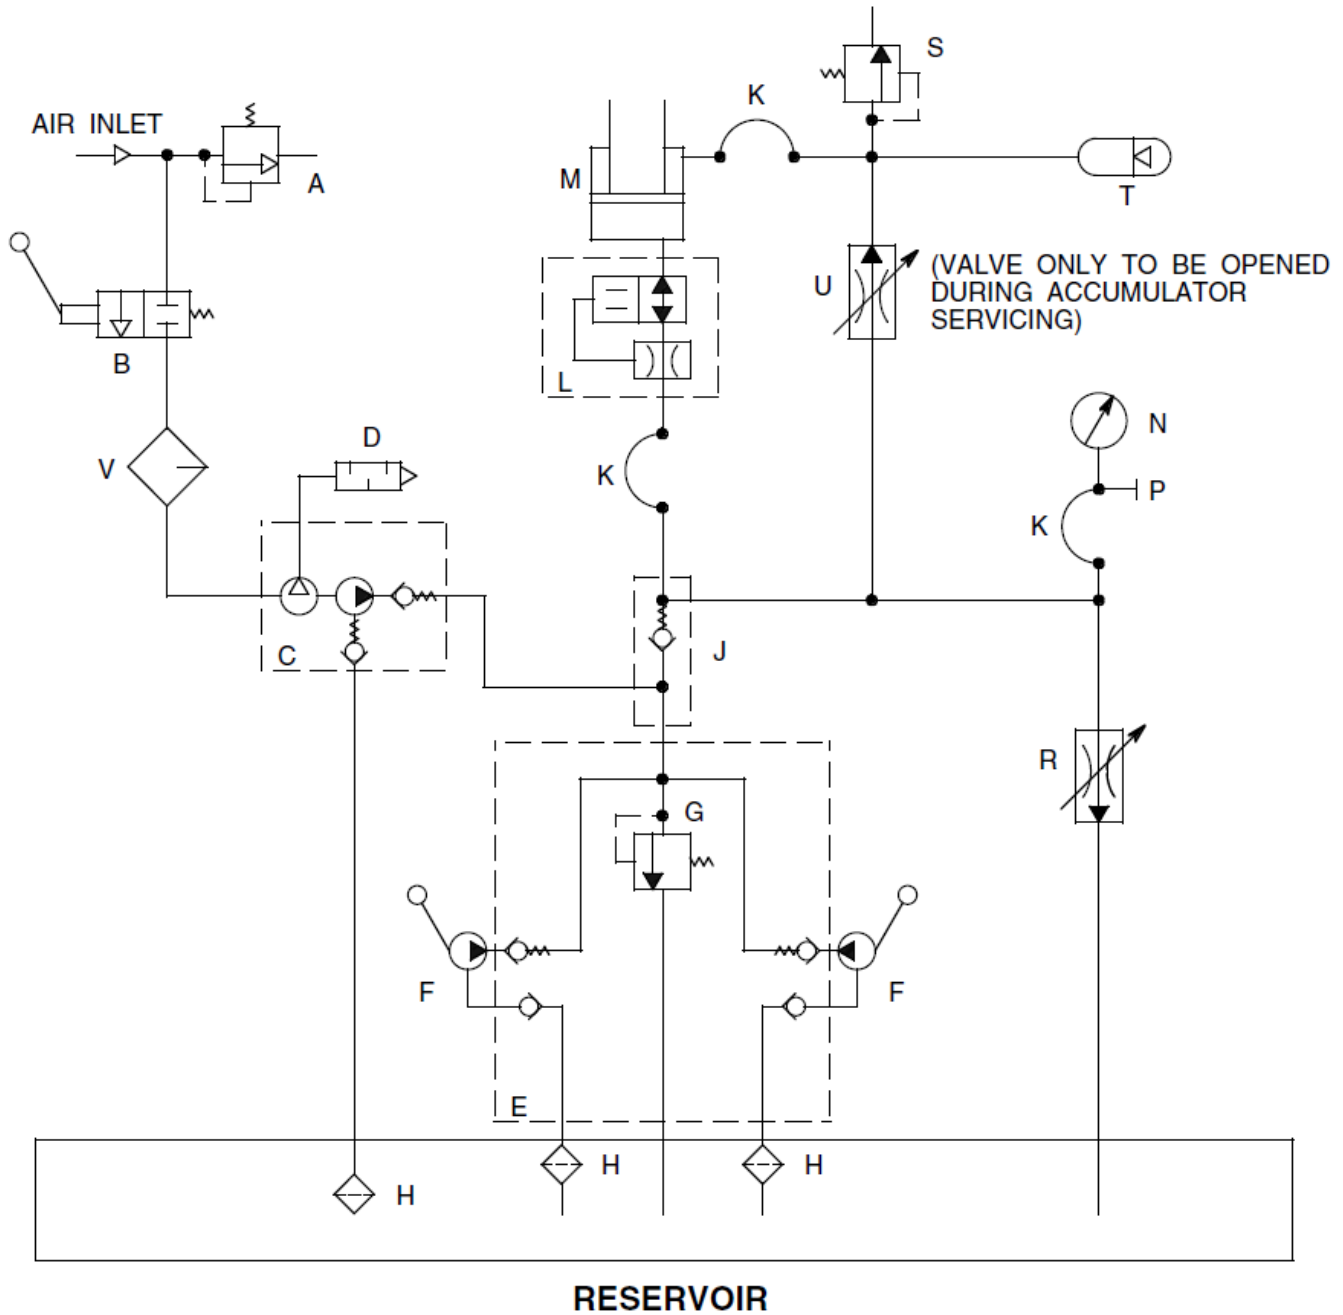 S
K
AIR INLET
A
M
T
U
(VALVE ONLY TO BE OPENED
DURING ACCUMULATOR
SERVICING)
B
L
N
D
V
K
P
K
C
J
R
G
F
F
E
H
H
H
RESERVOIR